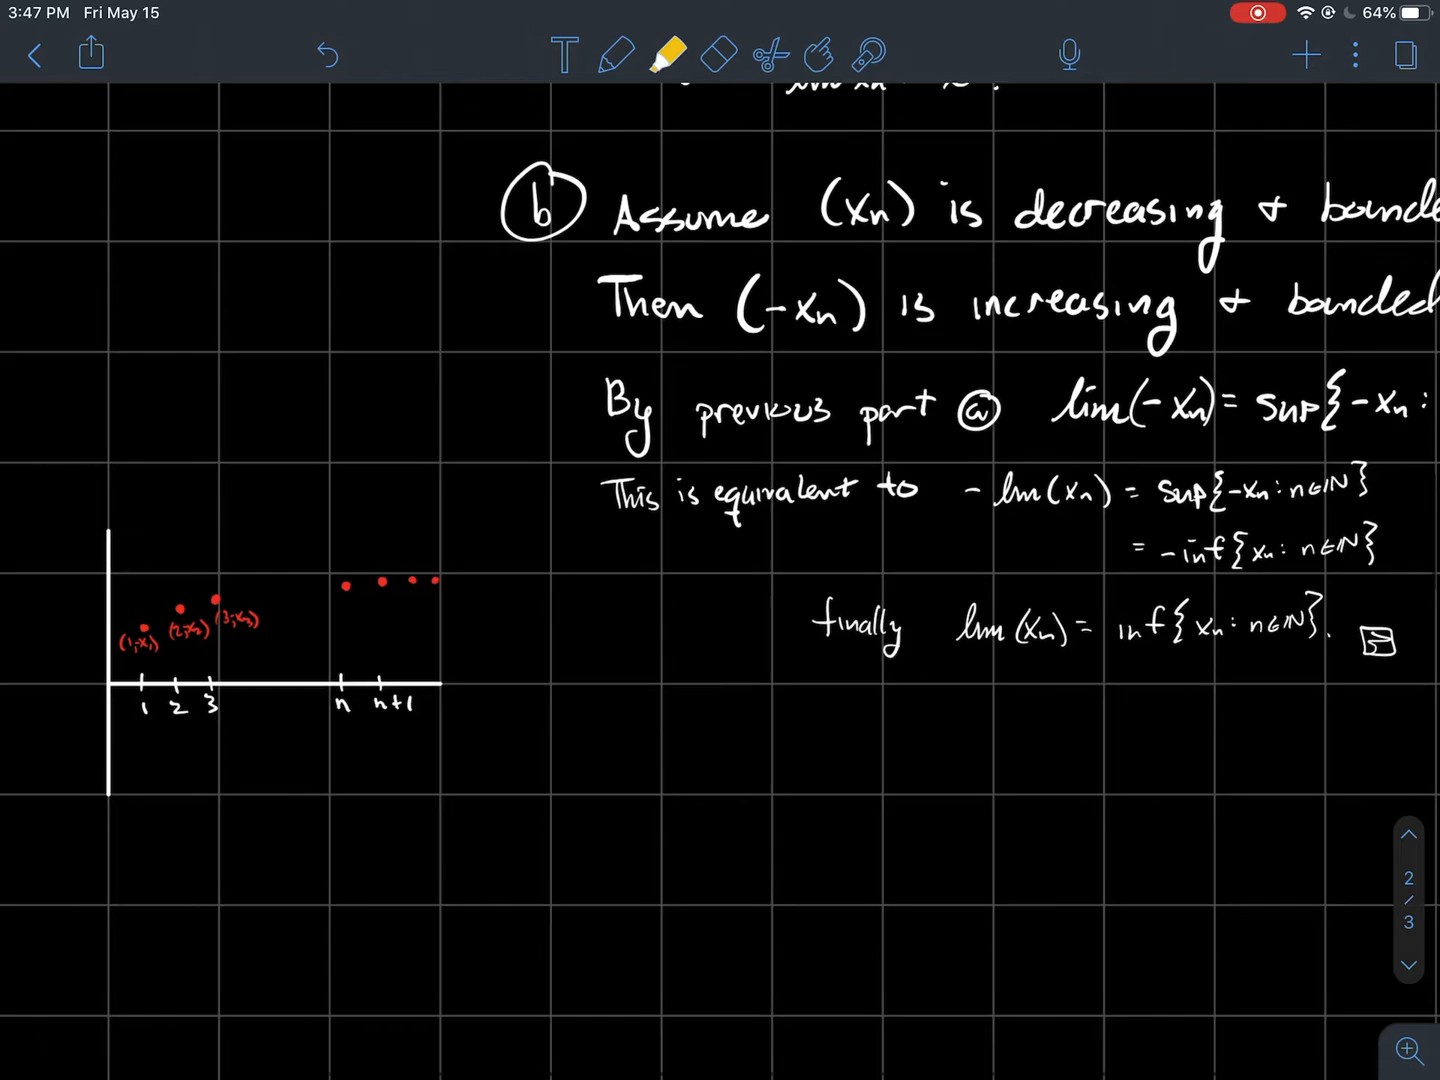 3:47 PM Fri May 15
64%
T
(b) Assume (xn) is decreasing & bounde
Then (-xn) is increasing & bounded
By previous part (a) lim(-xn) = sup{-xn :
This is equivalent to - lim(xn) = sup{-xn : n∈ℕ}
= -inf{xn : n∈ℕ}
finally lim(xn) = inf{xn : n∈ℕ}.
(1,x1) (2,x2) (3,x3)
1 2 3 n n+1
2
/
3